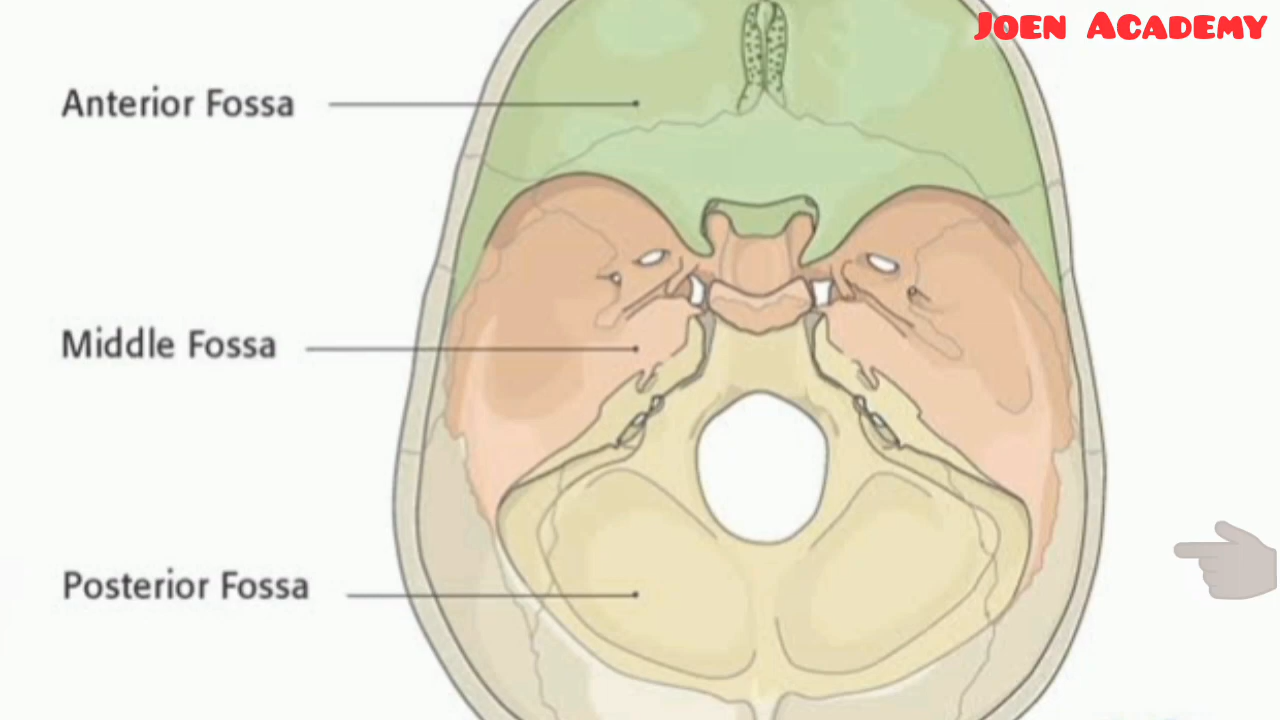 Joen Academy
Anterior Fossa
Middle Fossa
Posterior Fossa